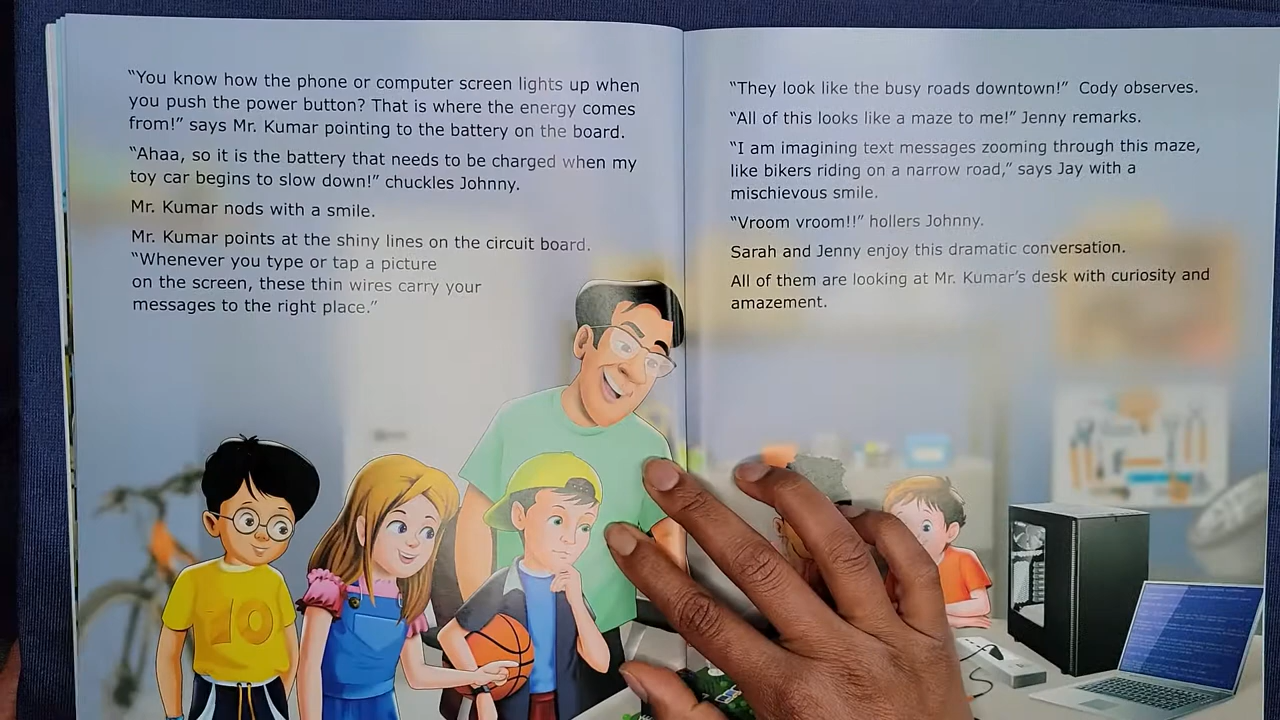 “You know how the phone or computer screen lights up when
you push the power button? That is where the energy comes
from!” says Mr. Kumar pointing to the battery on the board.
“Ahaa, so it is the battery that needs to be charged when my
toy car begins to slow down!” chuckles Johnny.
Mr. Kumar nods with a smile.
Mr. Kumar points at the shiny lines on the circuit board.
“Whenever you type or tap a picture
on the screen, these thin wires carry your
messages to the right place.”
10
“They look like the busy roads downtown!” Cody observes.
“All of this looks like a maze to me!” Jenny remarks.
“I am imagining text messages zooming through this maze,
like bikers riding on a narrow road,” says Jay with a
mischievous smile.
“Vroom vroom!!” hollers Johnny.
Sarah and Jenny enjoy this dramatic conversation.
All of them are looking at Mr. Kumar’s desk with curiosity and
amazement.